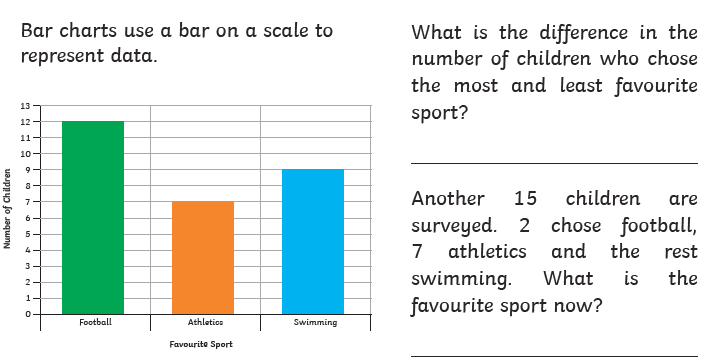 Bar charts use a bar on a scale to
represent data.
13
12
11
10
9
8
7
6
5
4
3
2
1
0
Number of Children
Football
Athletics
Swimming
Favourite Sport
What is the difference in the
number of children who chose
the most and least favourite
sport?
Another 15 children are
surveyed. 2 chose football,
7 athletics and the rest
swimming. What is the
favourite sport now?